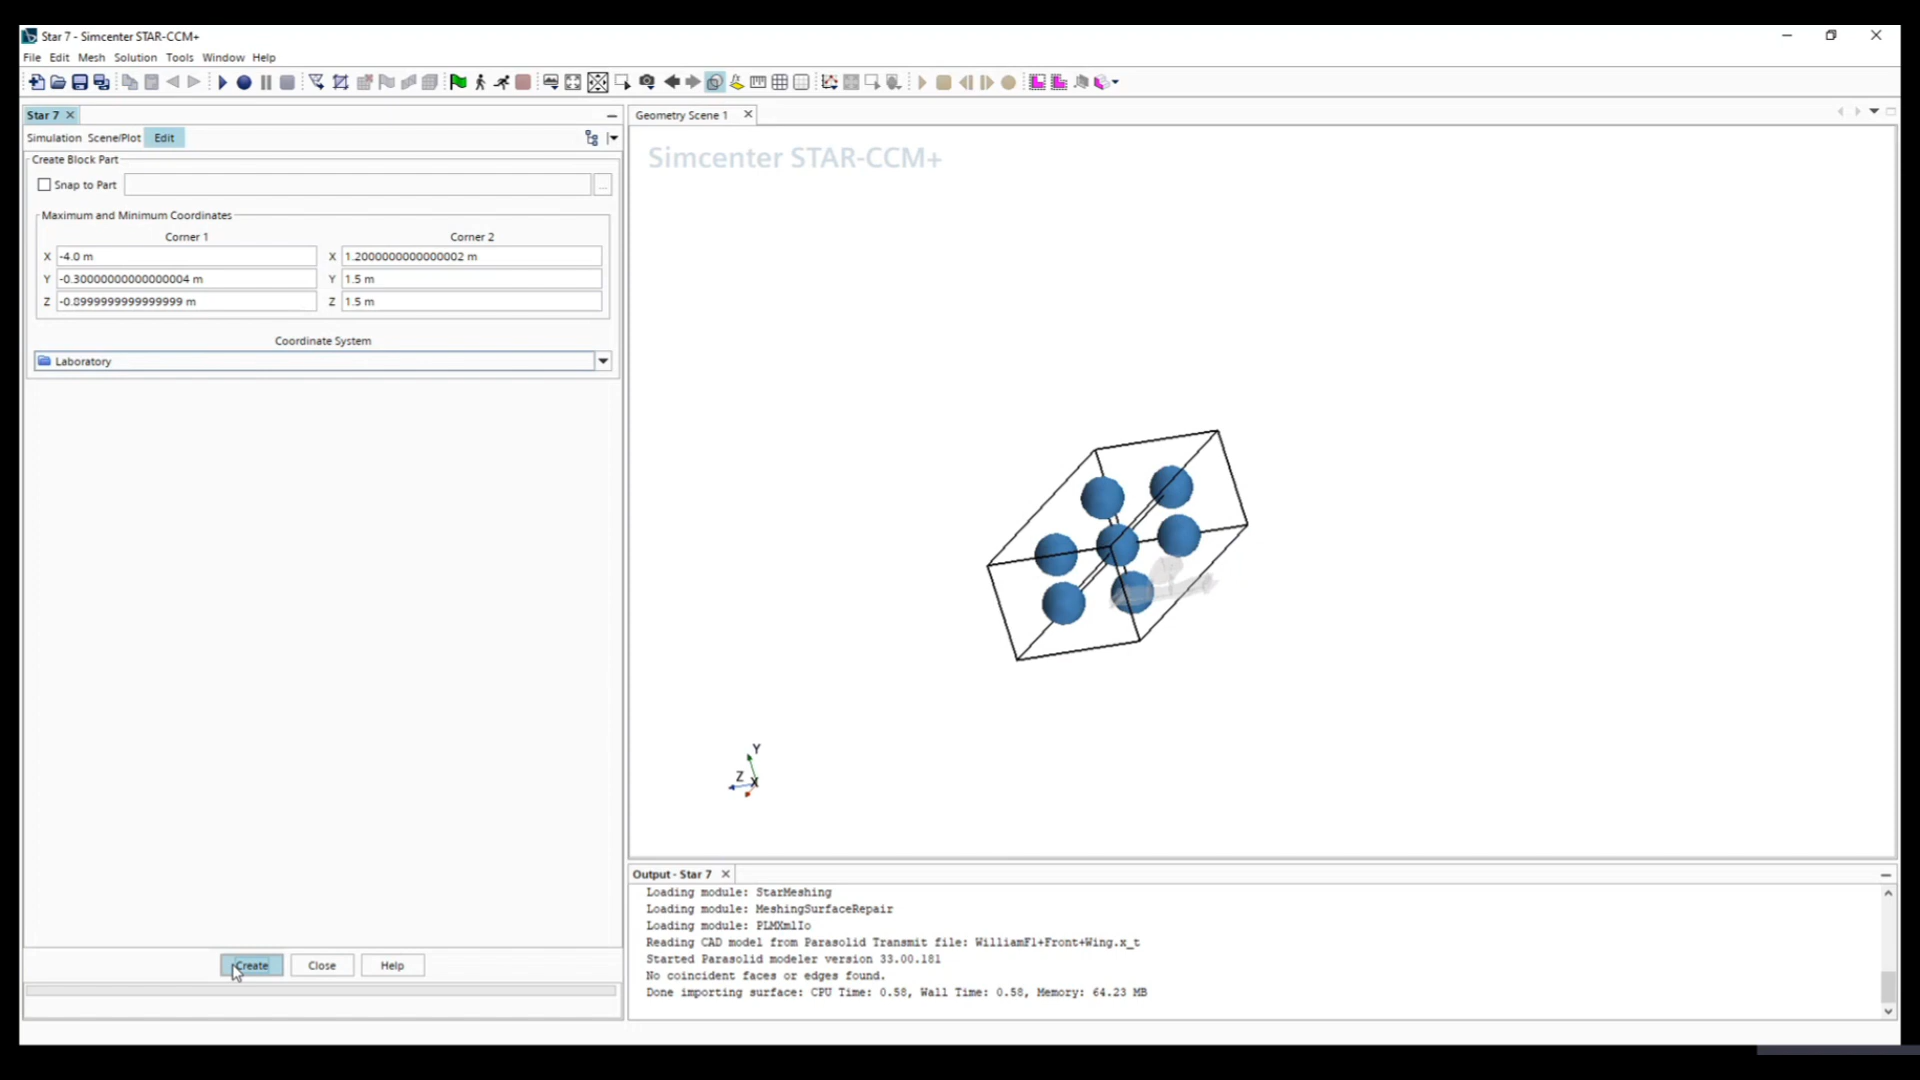 Star 7 - Simcenter STAR-CCM+
File Edit Mesh Solution Tools Window Help
Star 7
Simulation Scene/Plot Edit
Create Block Part
Snap to Part ...
Maximum and Minimum Coordinates
Corner 1 Corner 2
X -4.0 m X 1.2000000000000002 m
Y -0.30000000000000004 m Y 1.5 m
Z -0.8999999999999999 m Z 1.5 m
Coordinate System
Laboratory
Create Close Help
Geometry Scene 1
Simcenter STAR-CCM+
Y
Z X
Output - Star 7
Loading module: StarMeshing
Loading module: MeshingSurfaceRepair
Loading module: PLMXmlIo
Reading CAD model from Parasolid Transmit file: WilliamF1+Front+Wing.x_t
Started Parasolid modeler version 33.00.181
No coincident faces or edges found.
Done importing surface: CPU Time: 0.58, Wall Time: 0.58, Memory: 64.23 MB